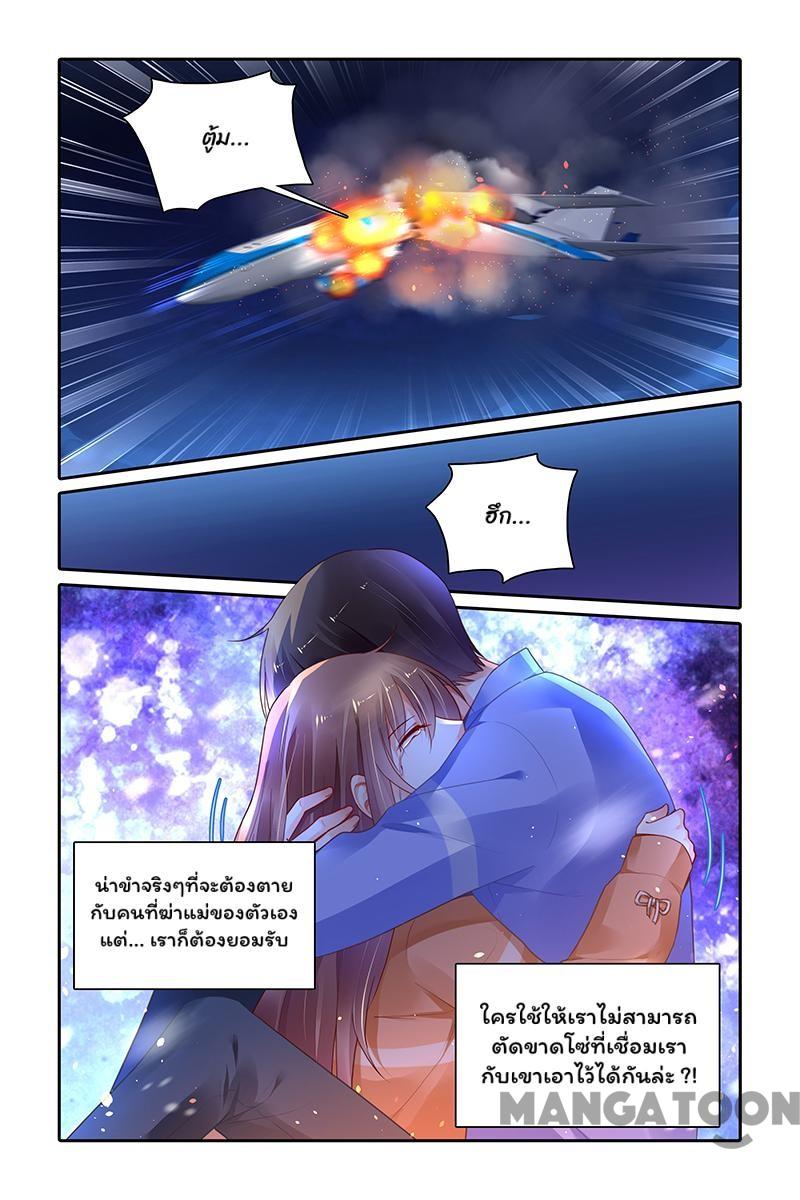 ตู้ม...
ฮึก...
น่าขำจริงๆที่จะต้องตาย
กับคนที่ฆ่าแม่ของตัวเอง
แต่... เราก็ต้องยอมรับ
ใครใช้ให้เราไม่สามารถ
ตัดขาดโซ่ที่เชื่อมเรา
กับเขาเอาไว้ได้กันล่ะ ?!
MANGATOON